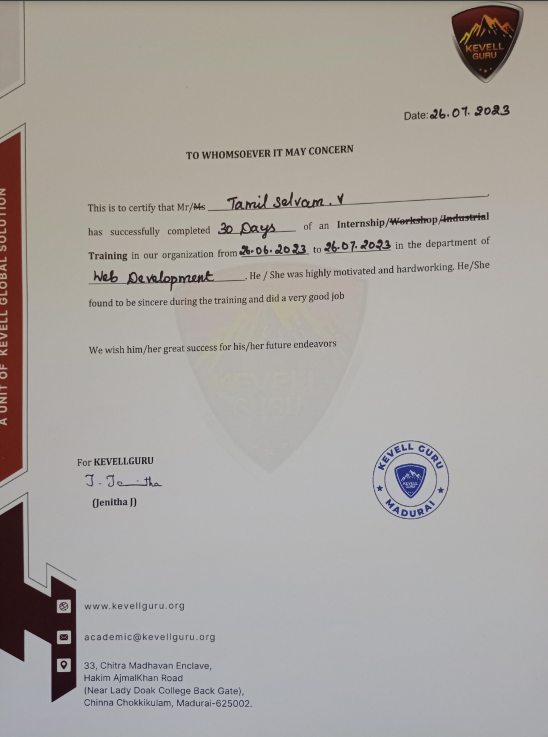 KEVELL
GURU
Date: 26.07.2023
TO WHOMSOEVER IT MAY CONCERN
This is to certify that Mr/Ms Tamil Selvam. V
has successfully completed 30 Days of an Internship/Workshop/Industrial
Training in our organization from 26.06.2023 to 26.07.2023 in the department of
Web Development. He / She was highly motivated and hardworking. He/She
found to be sincere during the training and did a very good job
We wish him/her great success for his/her future endeavors
A UNIT OF KEVELL GLOBAL SOLUTION
For KEVELLGURU
J. Jenitha
(Jenitha J)
KEVELL GURU
MADURAI
www.kevellguru.org
academic@kevellguru.org
33, Chitra Madhavan Enclave,
Hakim AjmalKhan Road
(Near Lady Doak College Back Gate),
Chinna Chokkikulam, Madurai-625002.